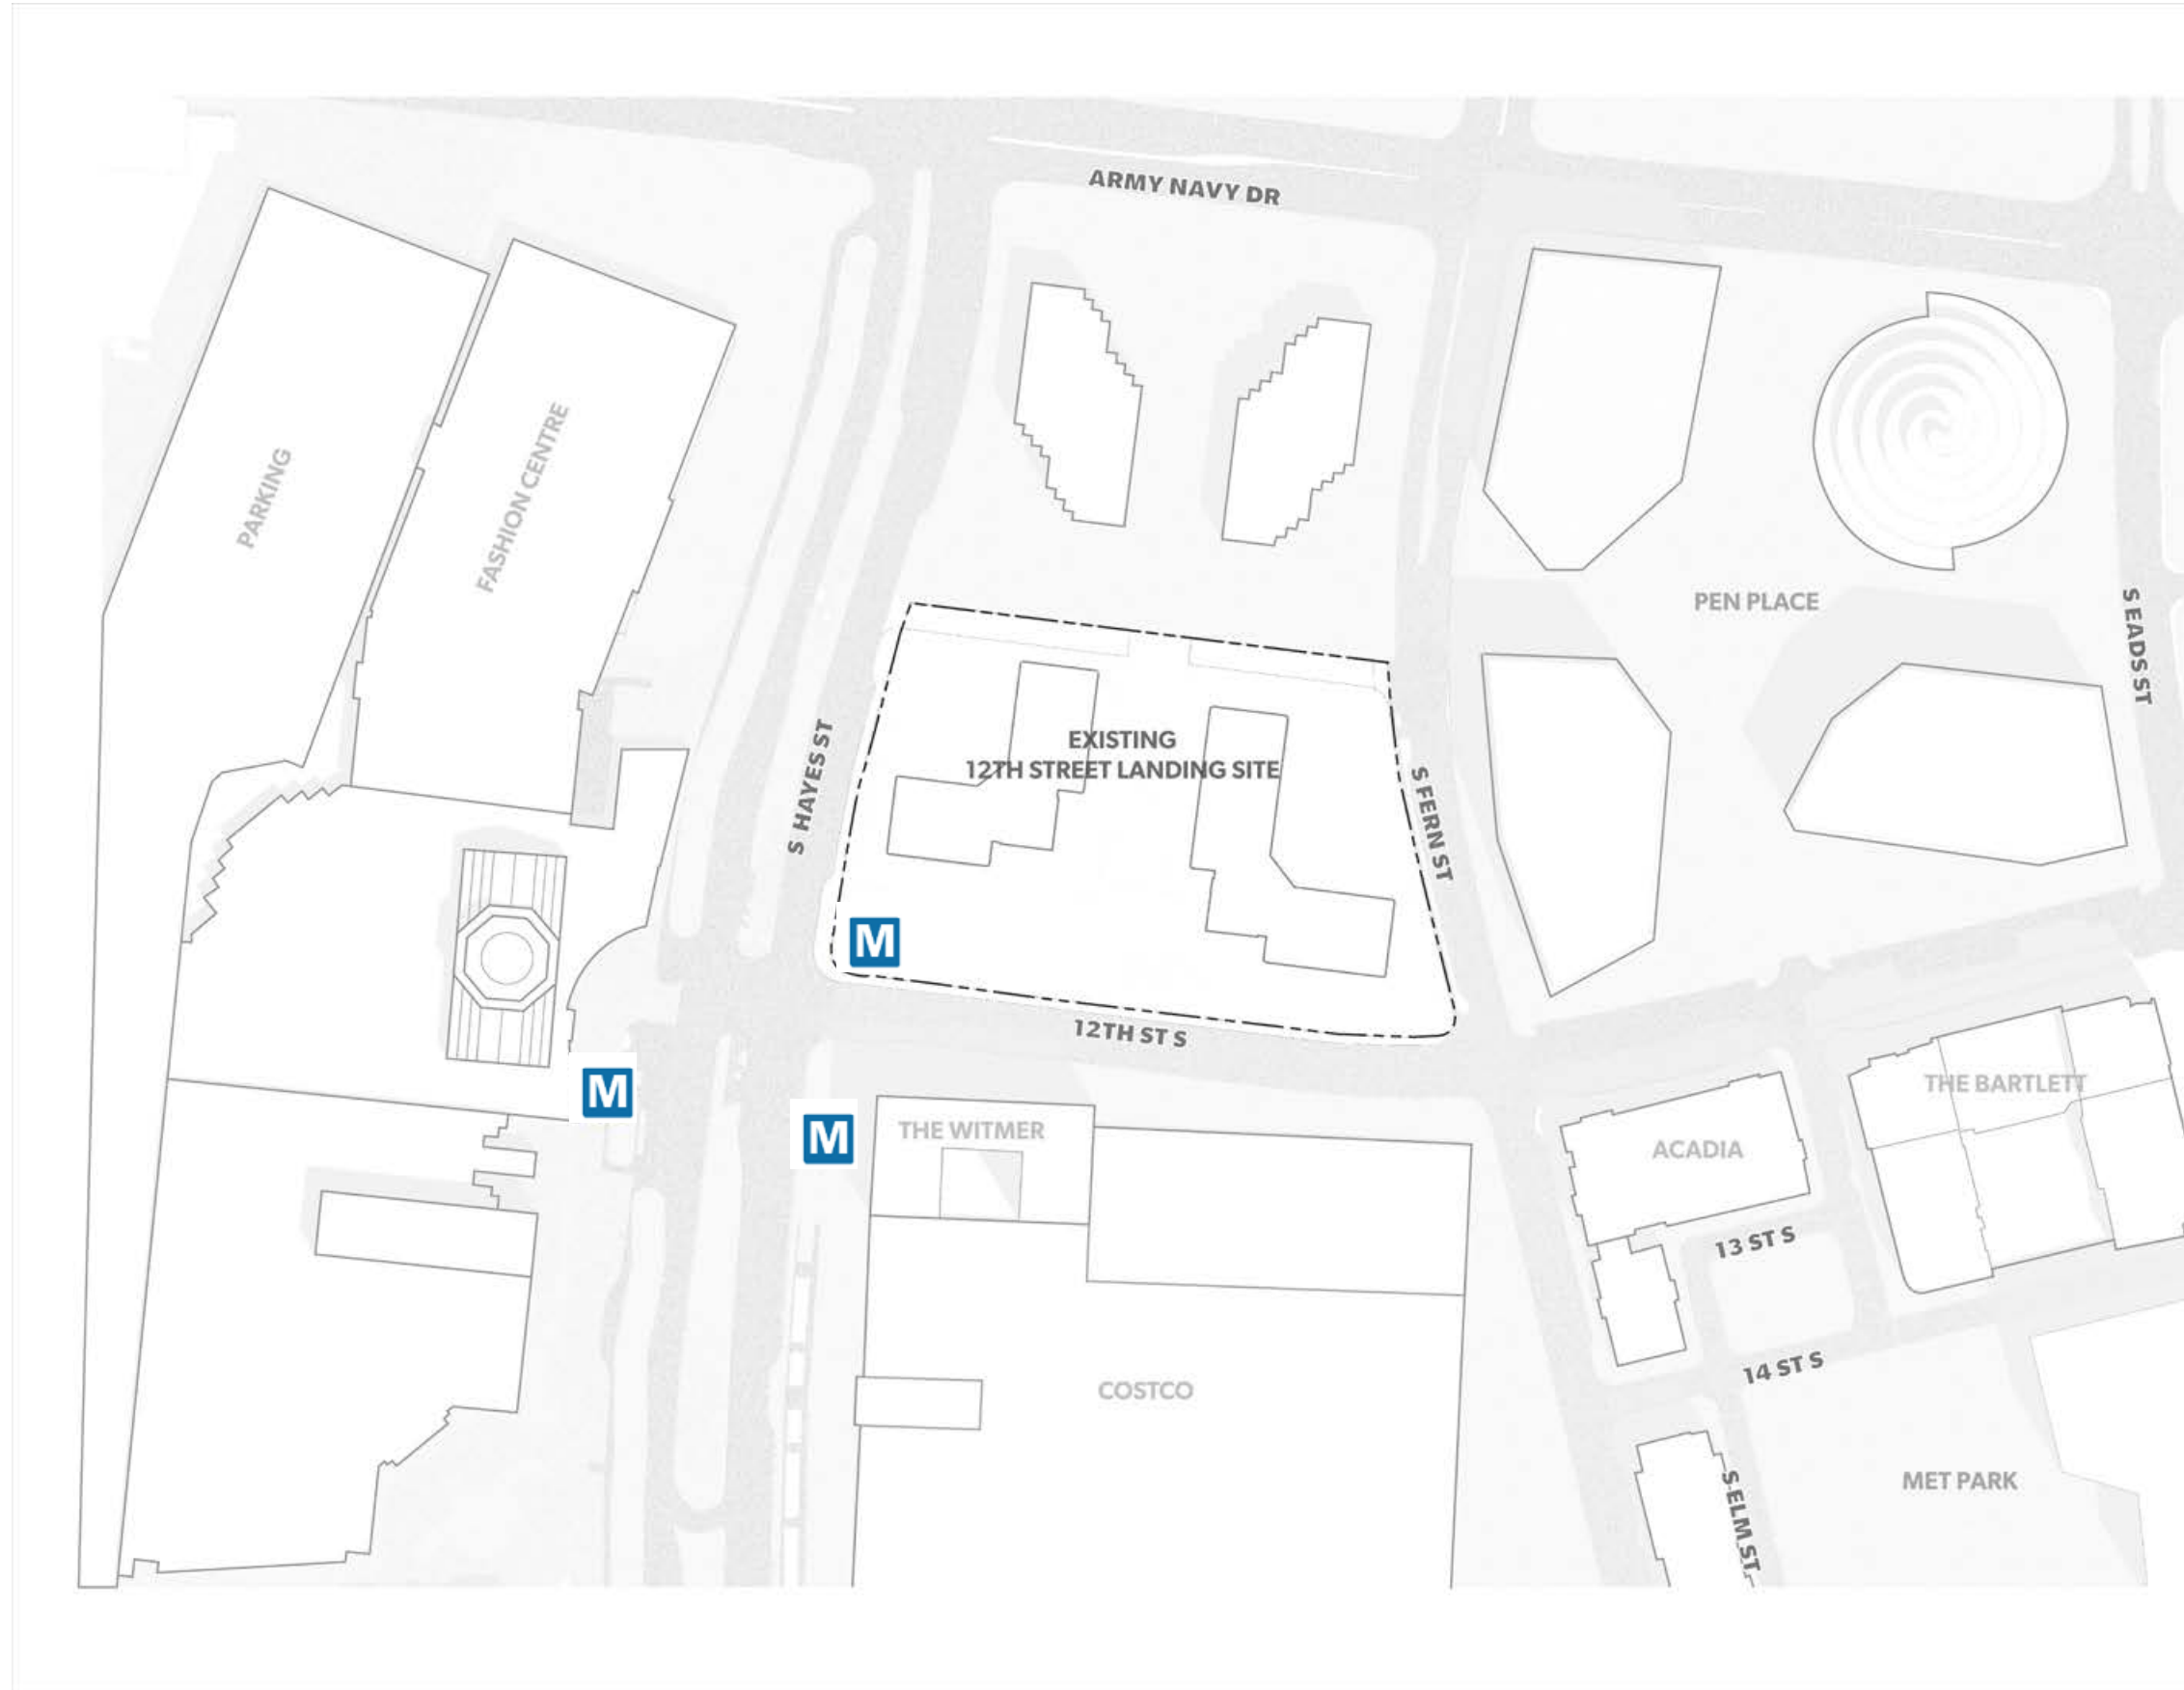 ARMY NAVY DR
PARKING
FASHION CENTRE
PEN PLACE
S EADS ST
S HAYES ST
EXISTING
12TH STREET LANDING SITE
S FERN ST
M
12TH ST S
M
M
THE WITMER
THE BARTLETT
ACADIA
13 ST S
14 ST S
COSTCO
S ELM ST
MET PARK